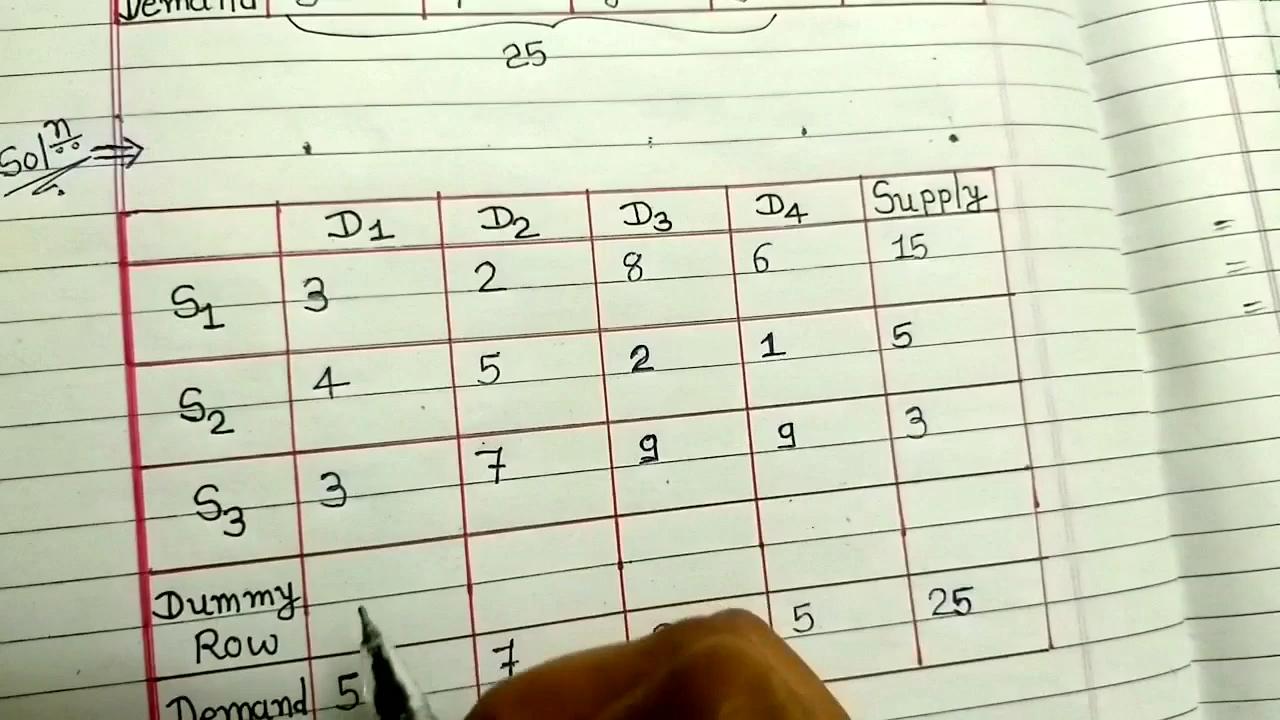 Demand
25
Solⁿ ⇒
D1 D2 D3 D4 Supply
S1 3 2 8 6 15
S2 4 5 2 1 5
S3 3 7 9 9 3
Dummy
Row
Demand 5 7 5 25
=
=
=